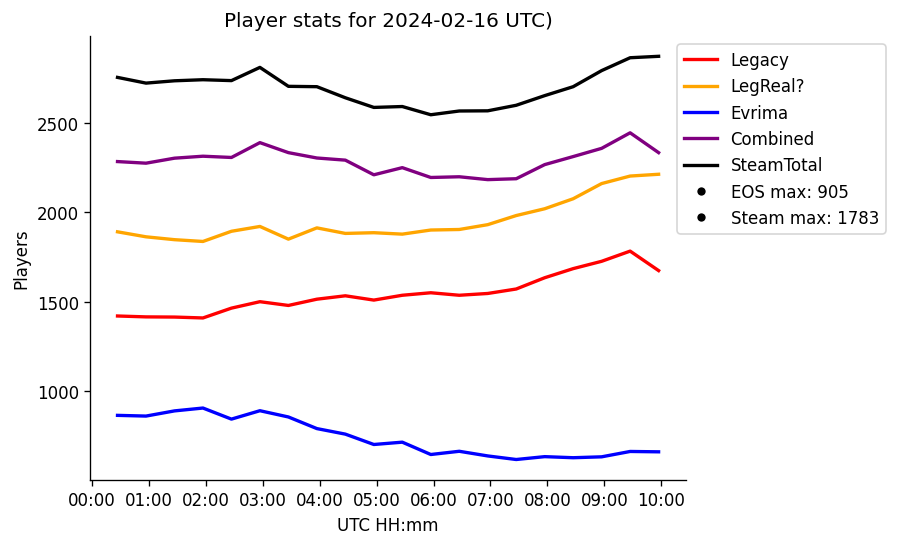 Player stats for 2024-02-16 UTC)
Legacy
LegReal?
Evrima
Combined
SteamTotal
EOS max: 905
Steam max: 1783
Players
2500
2000
1500
1000
00:00 01:00 02:00 03:00 04:00 05:00 06:00 07:00 08:00 09:00 10:00
UTC HH:mm